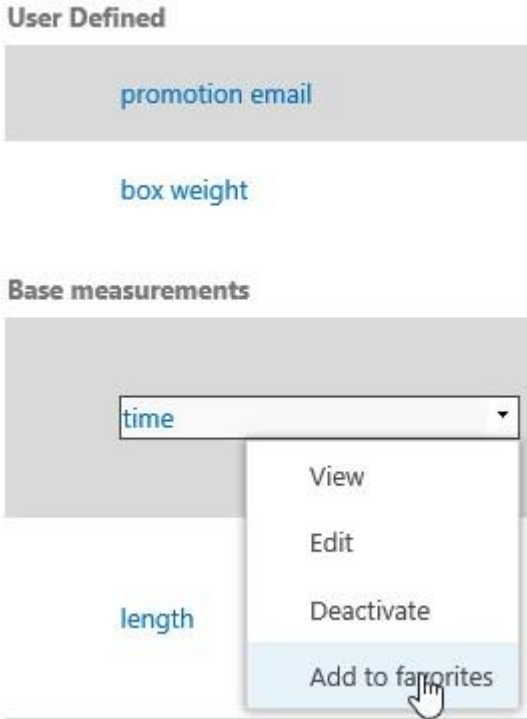 User Defined
promotion email
box weight
Base measurements
time
View
Edit
length
Deactivate
Add to favorites